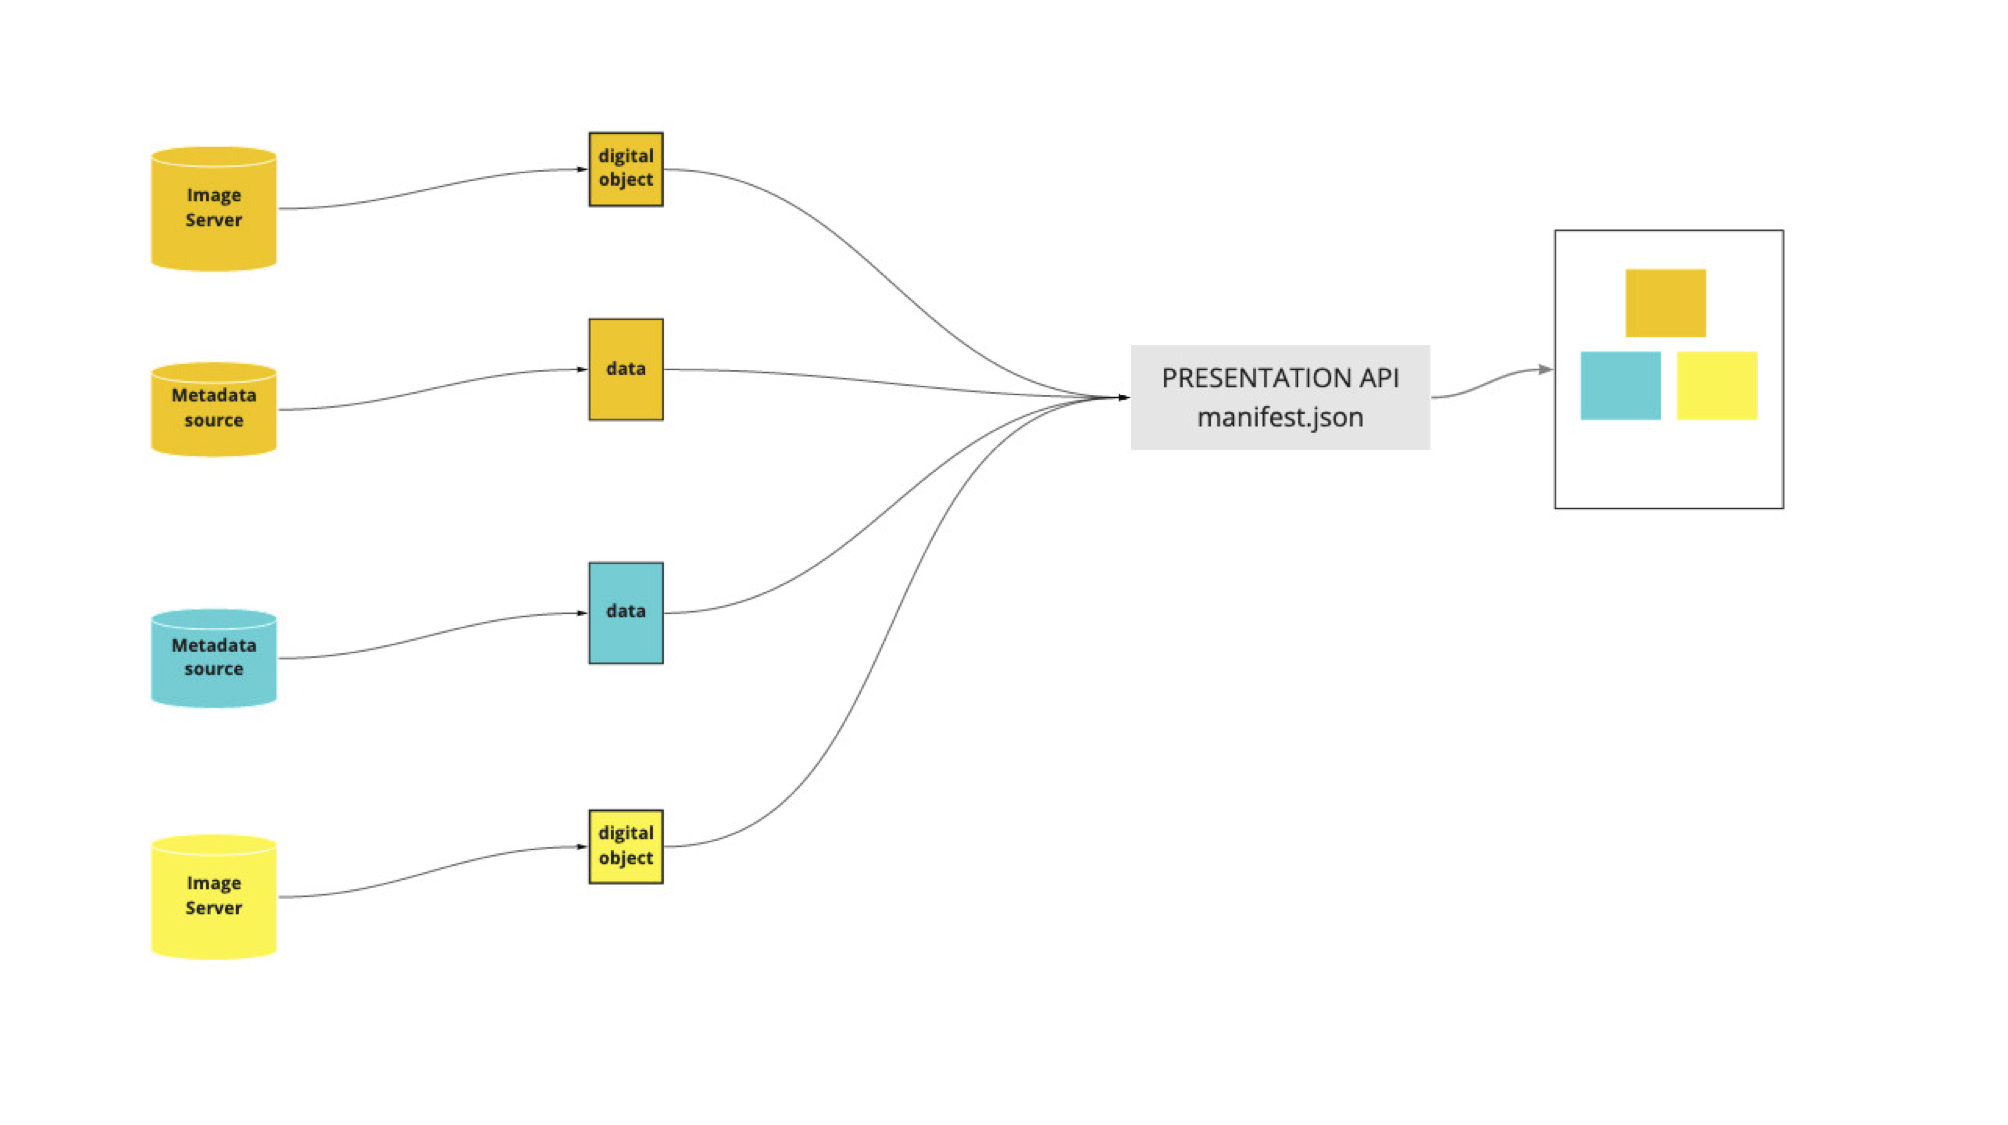 Image
Server
digital
object
Metadata
source
data
PRESENTATION API
manifest.json
Metadata
source
data
Image
Server
digital
object